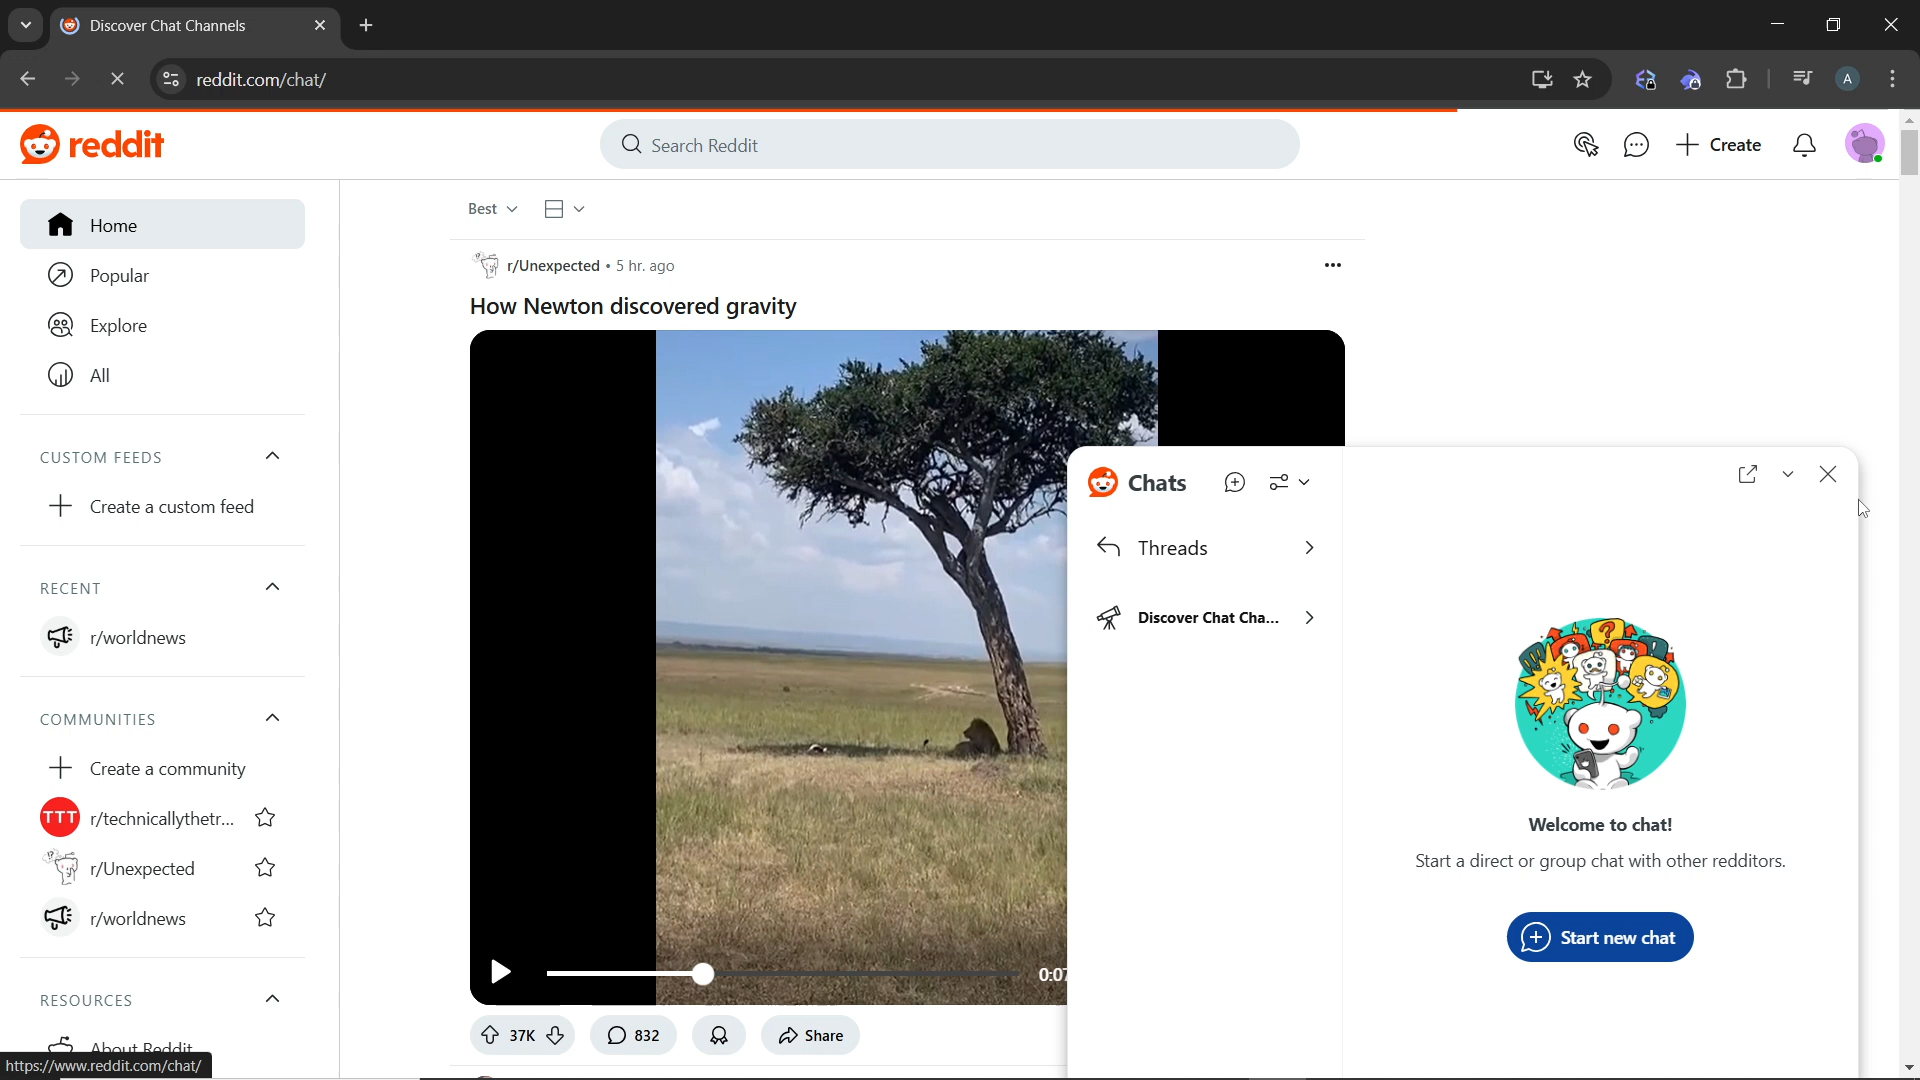 Discover Chat Channels
reddit.com/chat/
A
reddit
Search Reddit
Create
Home
Popular
Explore
All
CUSTOM FEEDS
Create a custom feed
RECENT
r/worldnews
COMMUNITIES
Create a community
TTT r/technicallythetr...
r/Unexpected
r/worldnews
RESOURCES
About Reddit
https://www.reddit.com/chat/
Best
r/Unexpected • 5 hr. ago
How Newton discovered gravity
0:07
37K
832
Share
Chats
Threads
Discover Chat Cha...
Welcome to chat!
Start a direct or group chat with other redditors.
Start new chat